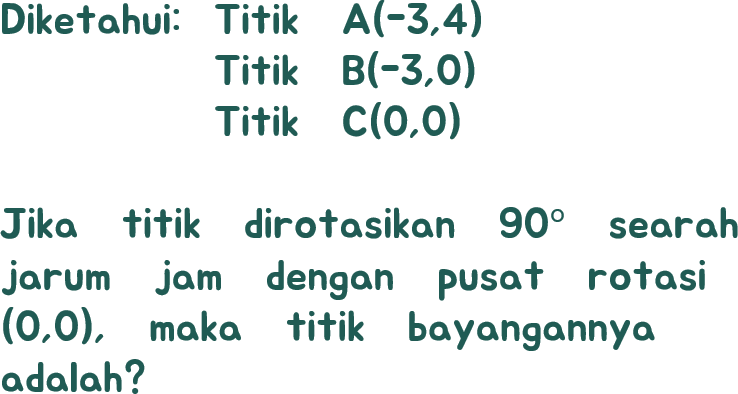 Diketahui: Titik A(-3,4)
Titik B(-3,0)
Titik C(0,0)
Jika titik dirotasikan 90° searah
jarum jam dengan pusat rotasi
(0,0), maka titik bayangannya
adalah?